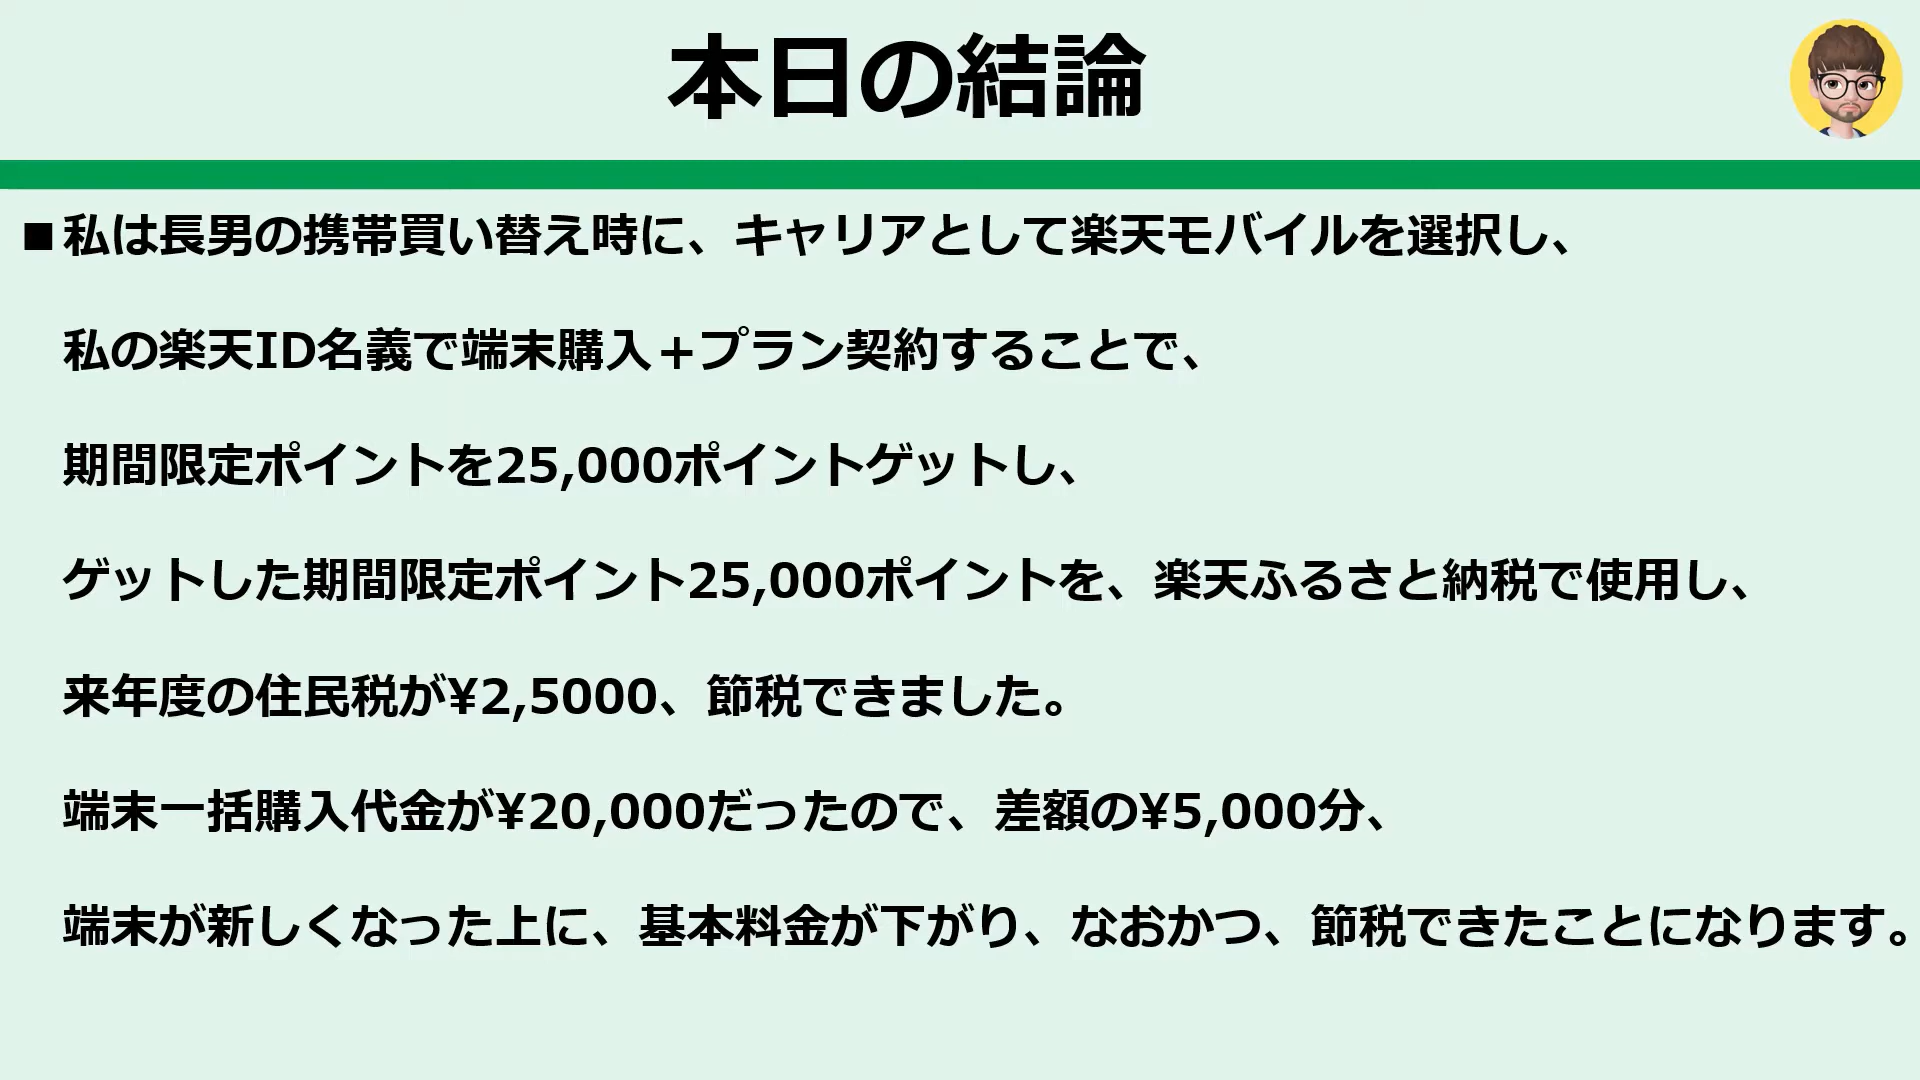 本日の結論
■私は長男の携帯買い替え時に、キャリアとして楽天モバイルを選択し、
私の楽天ID名義で端末購入＋プラン契約することで、
期間限定ポイントを25,000ポイントゲットし、
ゲットした期間限定ポイント25,000ポイントを、楽天ふるさと納税で使用し、
来年度の住民税が¥2,5000、節税できました。
端末一括購入代金が¥20,000だったので、差額の¥5,000分、
端末が新しくなった上に、基本料金が下がり、なおかつ、節税できたことになります。